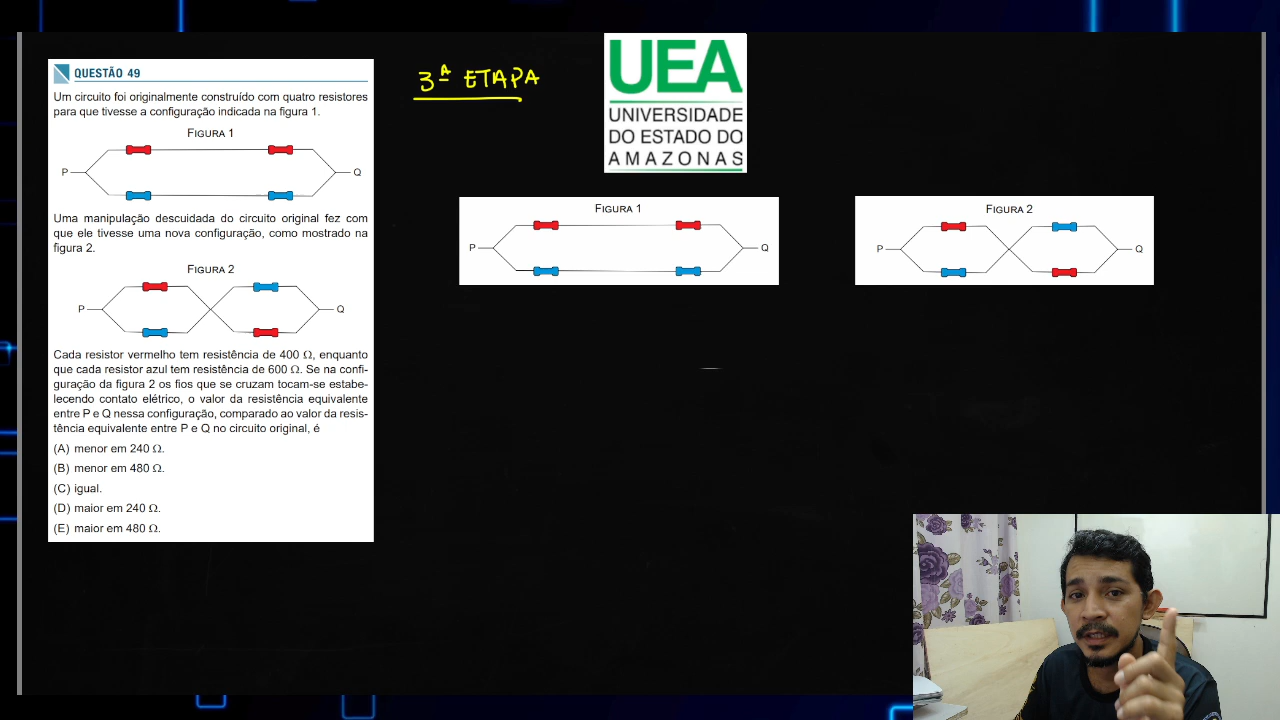 QUESTÃO 49
Um circuito foi originalmente construído com quatro resistores
para que tivesse a configuração indicada na figura 1.
FIGURA 1
P
Q
Uma manipulação descuidada do circuito original fez com
que ele tivesse uma nova configuração, como mostrado na
figura 2.
FIGURA 2
P
Q
Cada resistor vermelho tem resistência de 400 Ω, enquanto
que cada resistor azul tem resistência de 600 Ω. Se na confi-
guração da figura 2 os fios que se cruzam tocam-se estabe-
lecendo contato elétrico, o valor da resistência equivalente
entre P e Q nessa configuração, comparado ao valor da resis-
tência equivalente entre P e Q no circuito original, é
(A) menor em 240 Ω.
(B) menor em 480 Ω.
(C) igual.
(D) maior em 240 Ω.
(E) maior em 480 Ω.
3ª ETAPA
UEA
UNIVERSIDADE
DO ESTADO DO
AMAZONAS
FIGURA 1
P
Q
FIGURA 2
P
Q